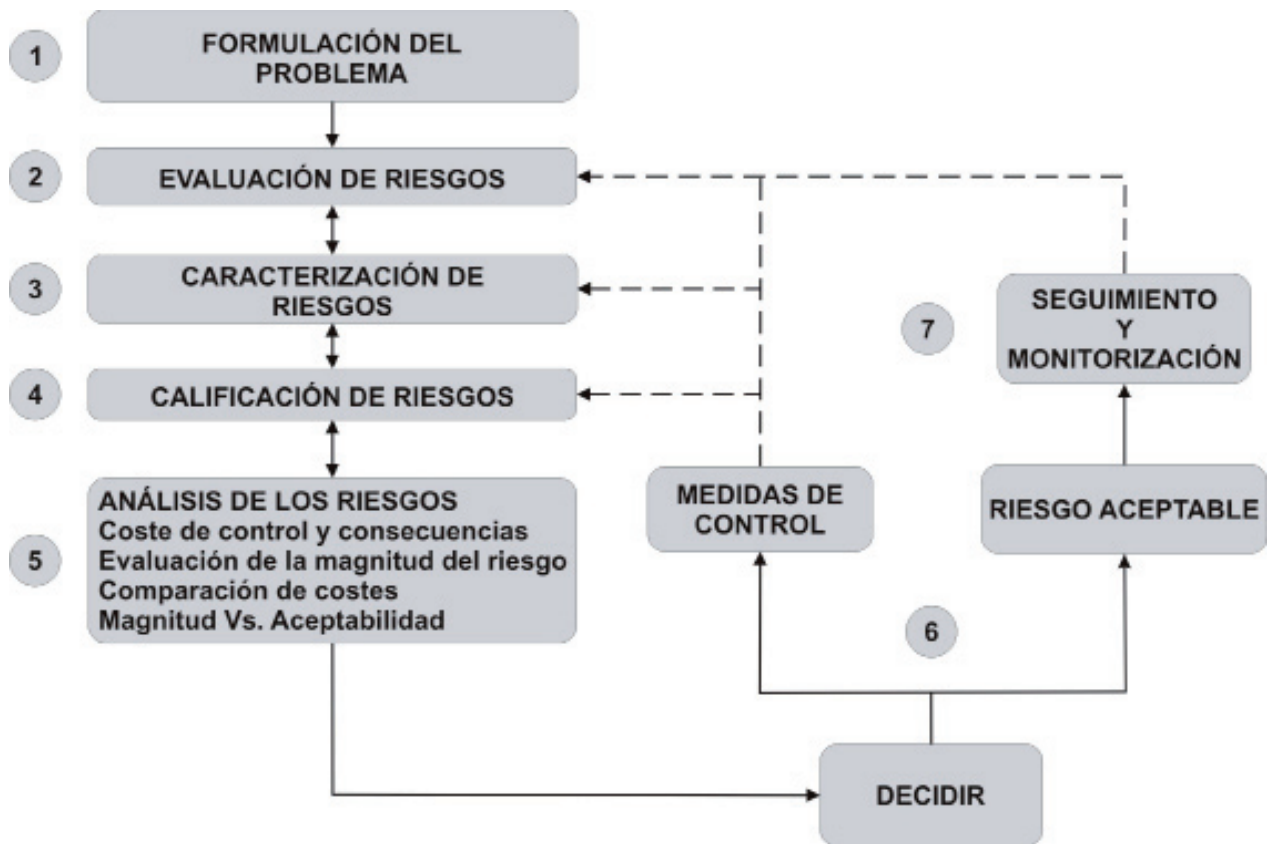 1
FORMULACIÓN DEL
PROBLEMA
2
EVALUACIÓN DE RIESGOS
3
CARACTERIZACIÓN DE
RIESGOS
4
CALIFICACIÓN DE RIESGOS
5
ANÁLISIS DE LOS RIESGOS
Coste de control y consecuencias
Evaluación de la magnitud del riesgo
Comparación de costes
Magnitud Vs. Aceptabilidad
6
DECIDIR
MEDIDAS DE
CONTROL
RIESGO ACEPTABLE
7
SEGUIMIENTO
Y
MONITORIZACIÓN